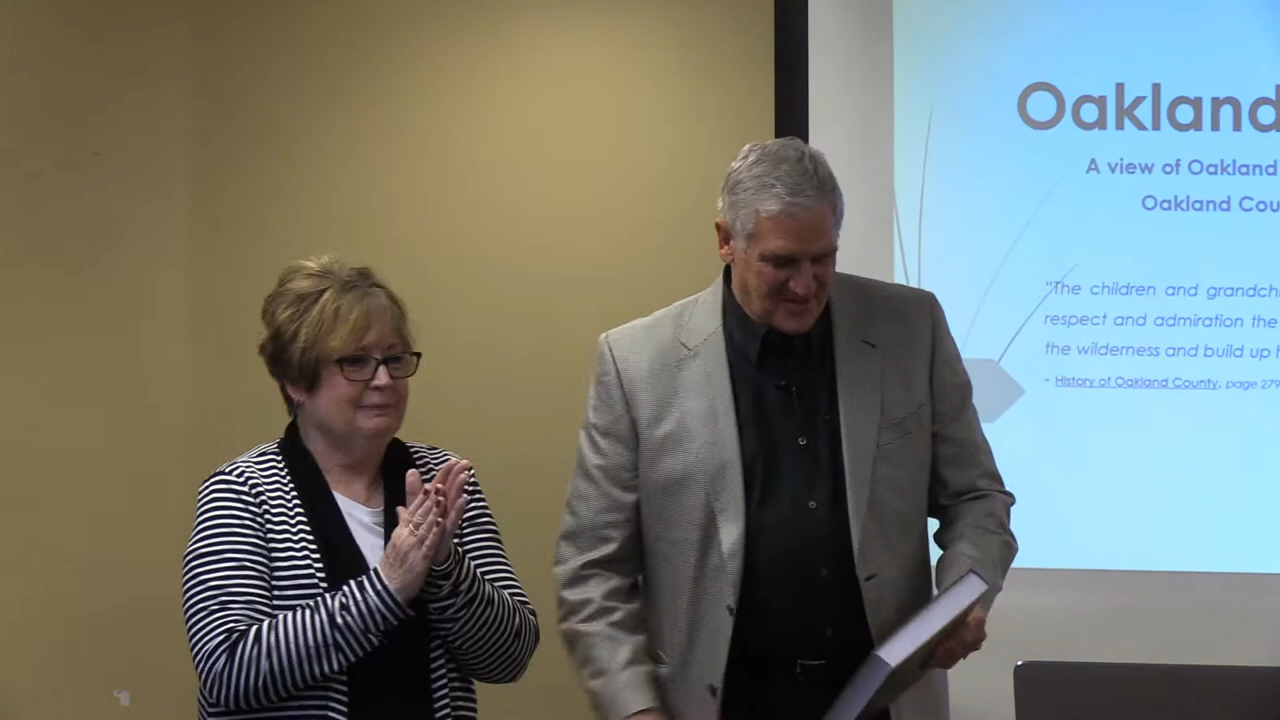 Oakland
A view of Oakland
Oakland Cou
"The children and grandchi
respect and admiration the
the wilderness and build up h
- History of Oakland County, page 279